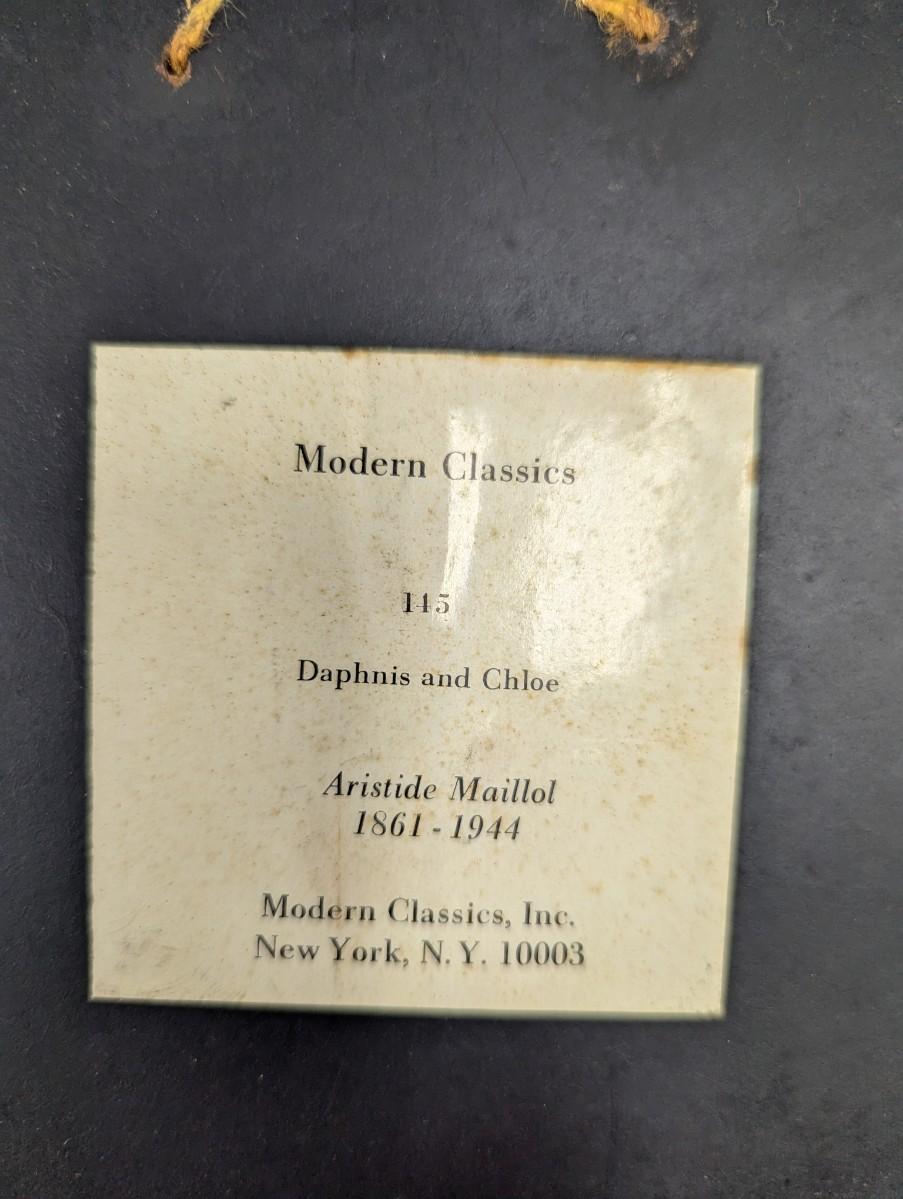 Modern Classics
145
Daphnis and Chloe
Aristide Maillol
1861 - 1944
Modern Classics, Inc.
New York, N. Y. 10003